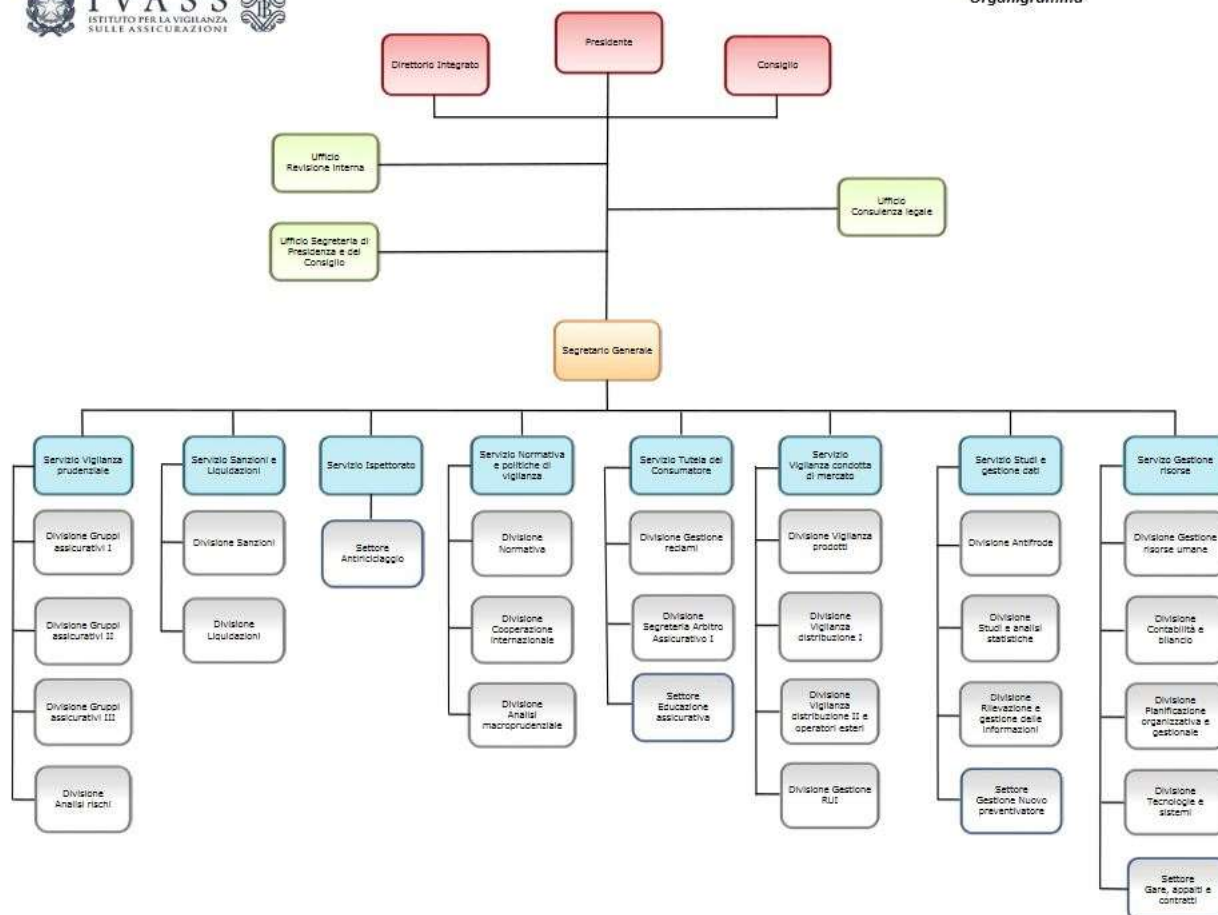 IVASS
ISTITUTO PER LA VIGILANZA
SULLE ASSICURAZIONI
Organigramma
Presidente
Direttorio Integrato
Consiglio
Ufficio
Revisione Interna
Ufficio
Consulenza legale
Ufficio Segreteria di
Presidenza e del
Consiglio
Segretario Generale
Servizio Vigilanza
prudenziale
Servizio Sanzioni e
Liquidazioni
Servizio Ispettorato
Servizio Normativa
e politiche di
vigilanza
Servizio Tutela del
Consumatore
Servizio
Vigilanza condotta
di mercato
Servizio Studi e
gestione dati
Servizo Gestione
risorse
Divisione Gruppi
assicurativi I
Divisione Sanzioni
Settore
Antiriciclaggio
Divisione
Normativa
Divisione Gestione
reclami
Divisione Vigilanza
prodotti
Divisione Antifrode
Divisione Gestione
risorse umane
Divisione Gruppi
assicurativi II
Divisione
Liquidazioni
Divisione
Cooperazione
Internazionale
Divisione
Segreteria Arbitro
Assicurativo I
Divisione
Vigilanza
distribuzione I
Divisione
Studi e analisi
statistiche
Divisione
Contabilità e
bilancio
Divisione Gruppi
assicurativi III
Divisione
Analisi
macroprudenziale
Settore
Educazione
assicurativa
Divisione
Vigilanza
distribuzione II e
operatori esteri
Divisione
Rilevazione e
gestione delle
informazioni
Divisione
Pianificazione
organizzativa e
gestionale
Divisione
Analisi rischi
Divisione Gestione
RUI
Settore
Gestione Nuovo
preventivatore
Divisione
Tecnologie e
sistemi
Settore
Gare, appalti e
contratti